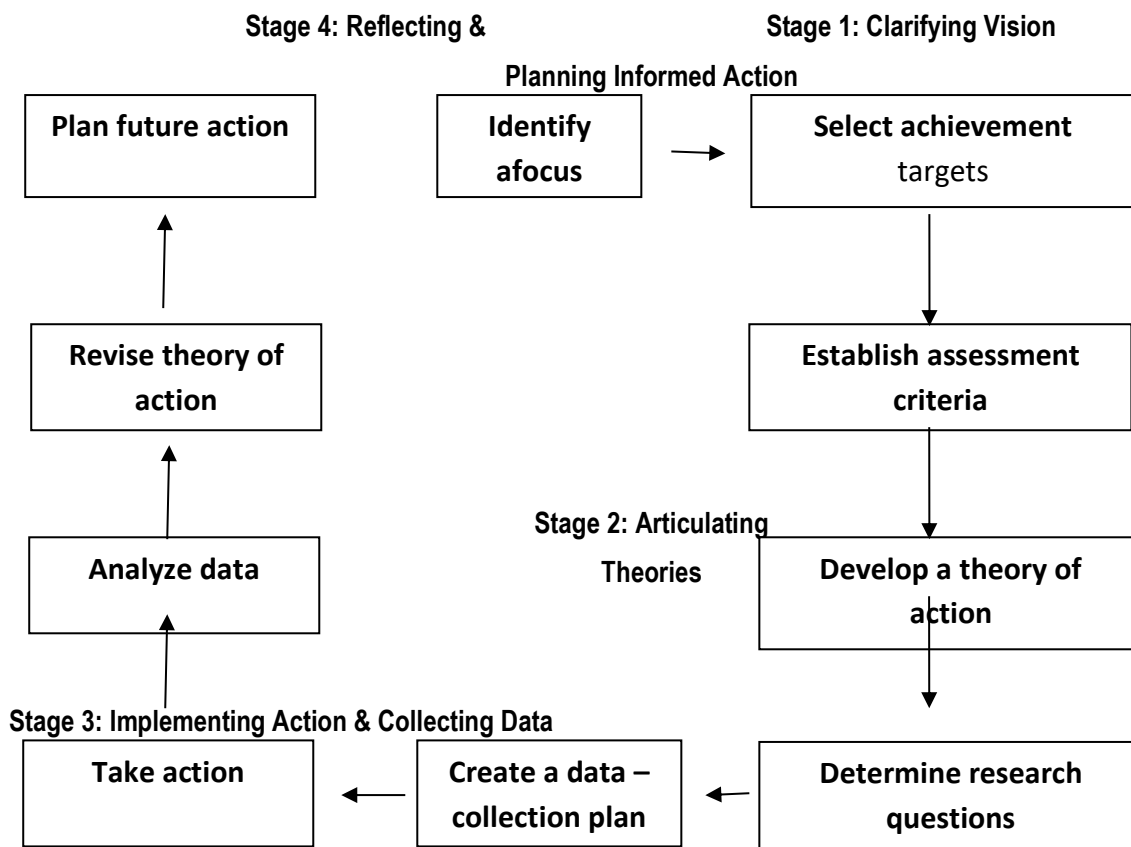 Stage 4: Reflecting &
Stage 1: Clarifying Vision
Planning Informed Action
Plan future action
Identify
afocus
Select achievement
targets
Revise theory of
action
Establish assessment
criteria
Stage 2: Articulating
Theories
Analyze data
Develop a theory of
action
Stage 3: Implementing Action & Collecting Data
Take action
Create a data –
collection plan
Determine research
questions